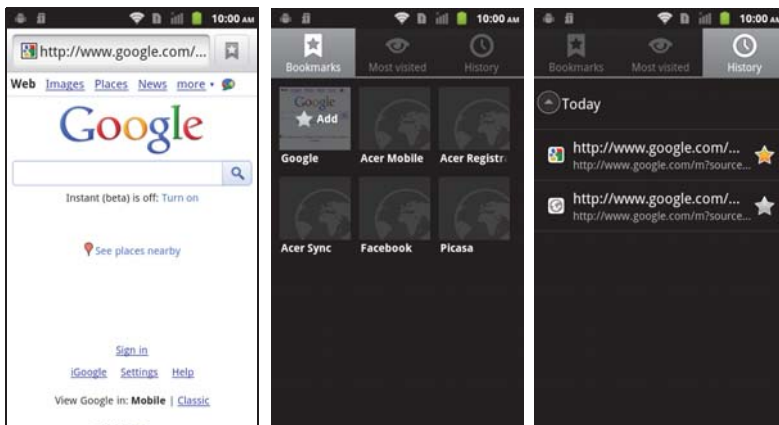 10:00 AM
http://www.google.com/...
Web Images Places News more
Google
Instant (beta) is off: Turn on
See places nearby
Sign in
iGoogle Settings Help
View Google in: Mobile | Classic
10:00 AM
Bookmarks Most visited History
Google
Add
Google Acer Mobile Acer Registra
Acer Sync Facebook Picasa
10:00 AM
Bookmarks Most visited History
Today
http://www.google.com/...
http://www.google.com/m?source...
http://www.google.com/...
http://www.google.com/m?source...